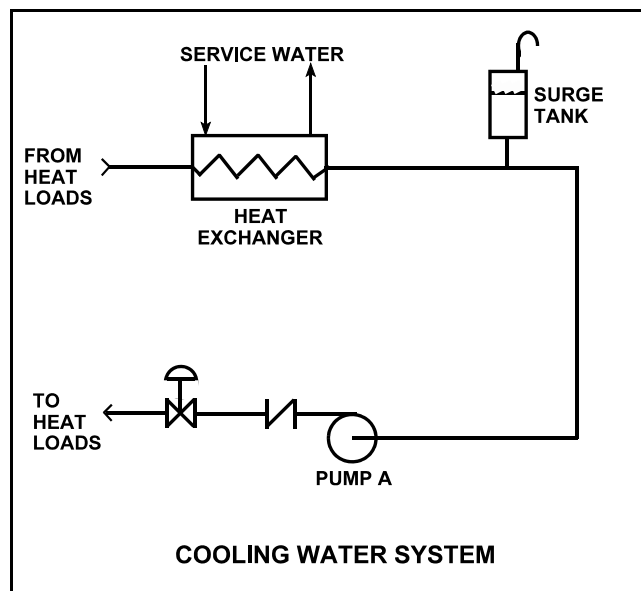 SERVICE WATER
SURGE
TANK
FROM
HEAT
LOADS
HEAT
EXCHANGER
TO
HEAT
LOADS
PUMP A
COOLING WATER SYSTEM